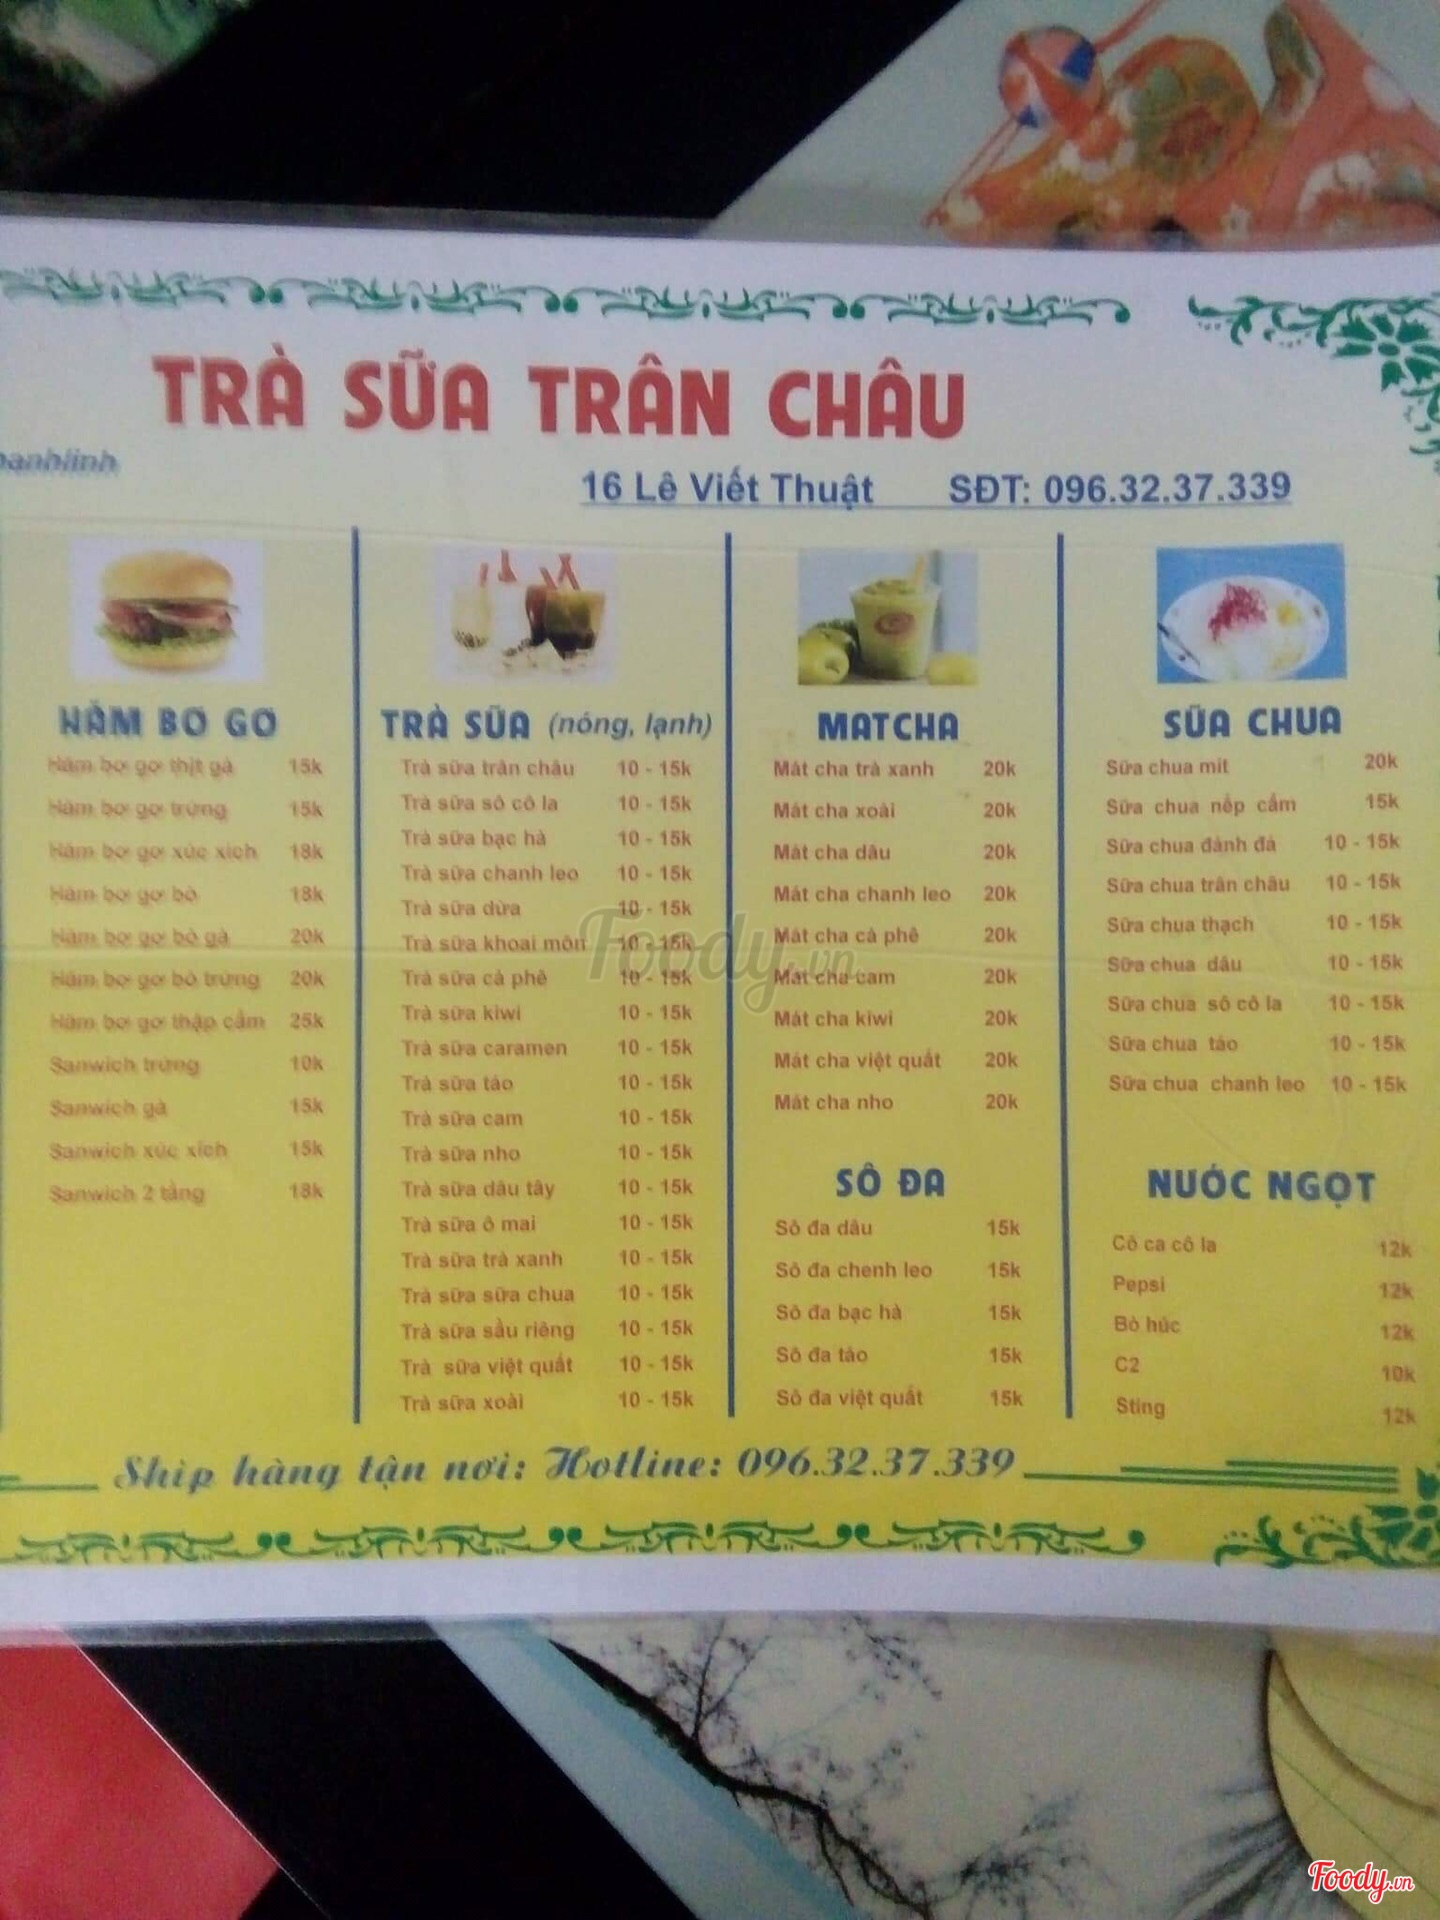 TRÀ SỮA TRÂN CHÂU
16 Lê Viết Thuật SĐT: 096.32.37.339
HĂM BƠ GƠ
Hăm bơ gơ thịt gà 15k
Hăm bơ gơ trứng 15k
Hăm bơ gơ xúc xích 18k
Hăm bơ gơ bò 18k
Hăm bơ gơ bò gà 20k
Hăm bơ gơ bò trứng 20k
Hăm bơ gơ thập cẩm 25k
Sanwich trứng 10k
Sanwich gà 15k
Sanwich xúc xích 15k
Sanwich 2 tầng 18k
TRÀ SỮA (nóng, lạnh)
Trà sữa trân châu 10 - 15k
Trà sữa sô cô la 10 - 15k
Trà sữa bạc hà 10 - 15k
Trà sữa chanh leo 10 - 15k
Trà sữa dừa 10 - 15k
Trà sữa khoai môn 10 - 15k
Trà sữa cà phê 10 - 15k
Trà sữa kiwi 10 - 15k
Trà sữa caramen 10 - 15k
Trà sữa táo 10 - 15k
Trà sữa cam 10 - 15k
Trà sữa nho 10 - 15k
Trà sữa dâu tây 10 - 15k
Trà sữa ô mai 10 - 15k
Trà sữa trà xanh 10 - 15k
Trà sữa sữa chua 10 - 15k
Trà sữa sầu riêng 10 - 15k
Trà sữa việt quất 10 - 15k
Trà sữa xoài 10 - 15k
MATCHA
Mát cha trà xanh 20k
Mát cha xoài 20k
Mát cha dâu 20k
Mát cha chanh leo 20k
Mát cha cà phê 20k
Mát cha cam 20k
Mát cha kiwi 20k
Mát cha việt quất 20k
Mát cha nho 20k
SÔ ĐA
Sô đa dâu 15k
Sô đa chenh leo 15k
Sô đa bạc hà 15k
Sô đa táo 15k
Sô đa việt quất 15k
SỮA CHUA
Sữa chua mít 20k
Sữa chua nếp cẩm 15k
Sữa chua đánh đá 10 - 15k
Sữa chua trân châu 10 - 15k
Sữa chua thạch 10 - 15k
Sữa chua dâu 10 - 15k
Sữa chua sô cô la 10 - 15k
Sữa chua táo 10 - 15k
Sữa chua chanh leo 10 - 15k
NƯỚC NGỌT
Cô ca cô la 12k
Pepsi 12k
Bò húc 12k
C2 10k
Sting 12k
Ship hàng tận nơi: Hotline: 096.32.37.339
Foody.vn
Foody.vn